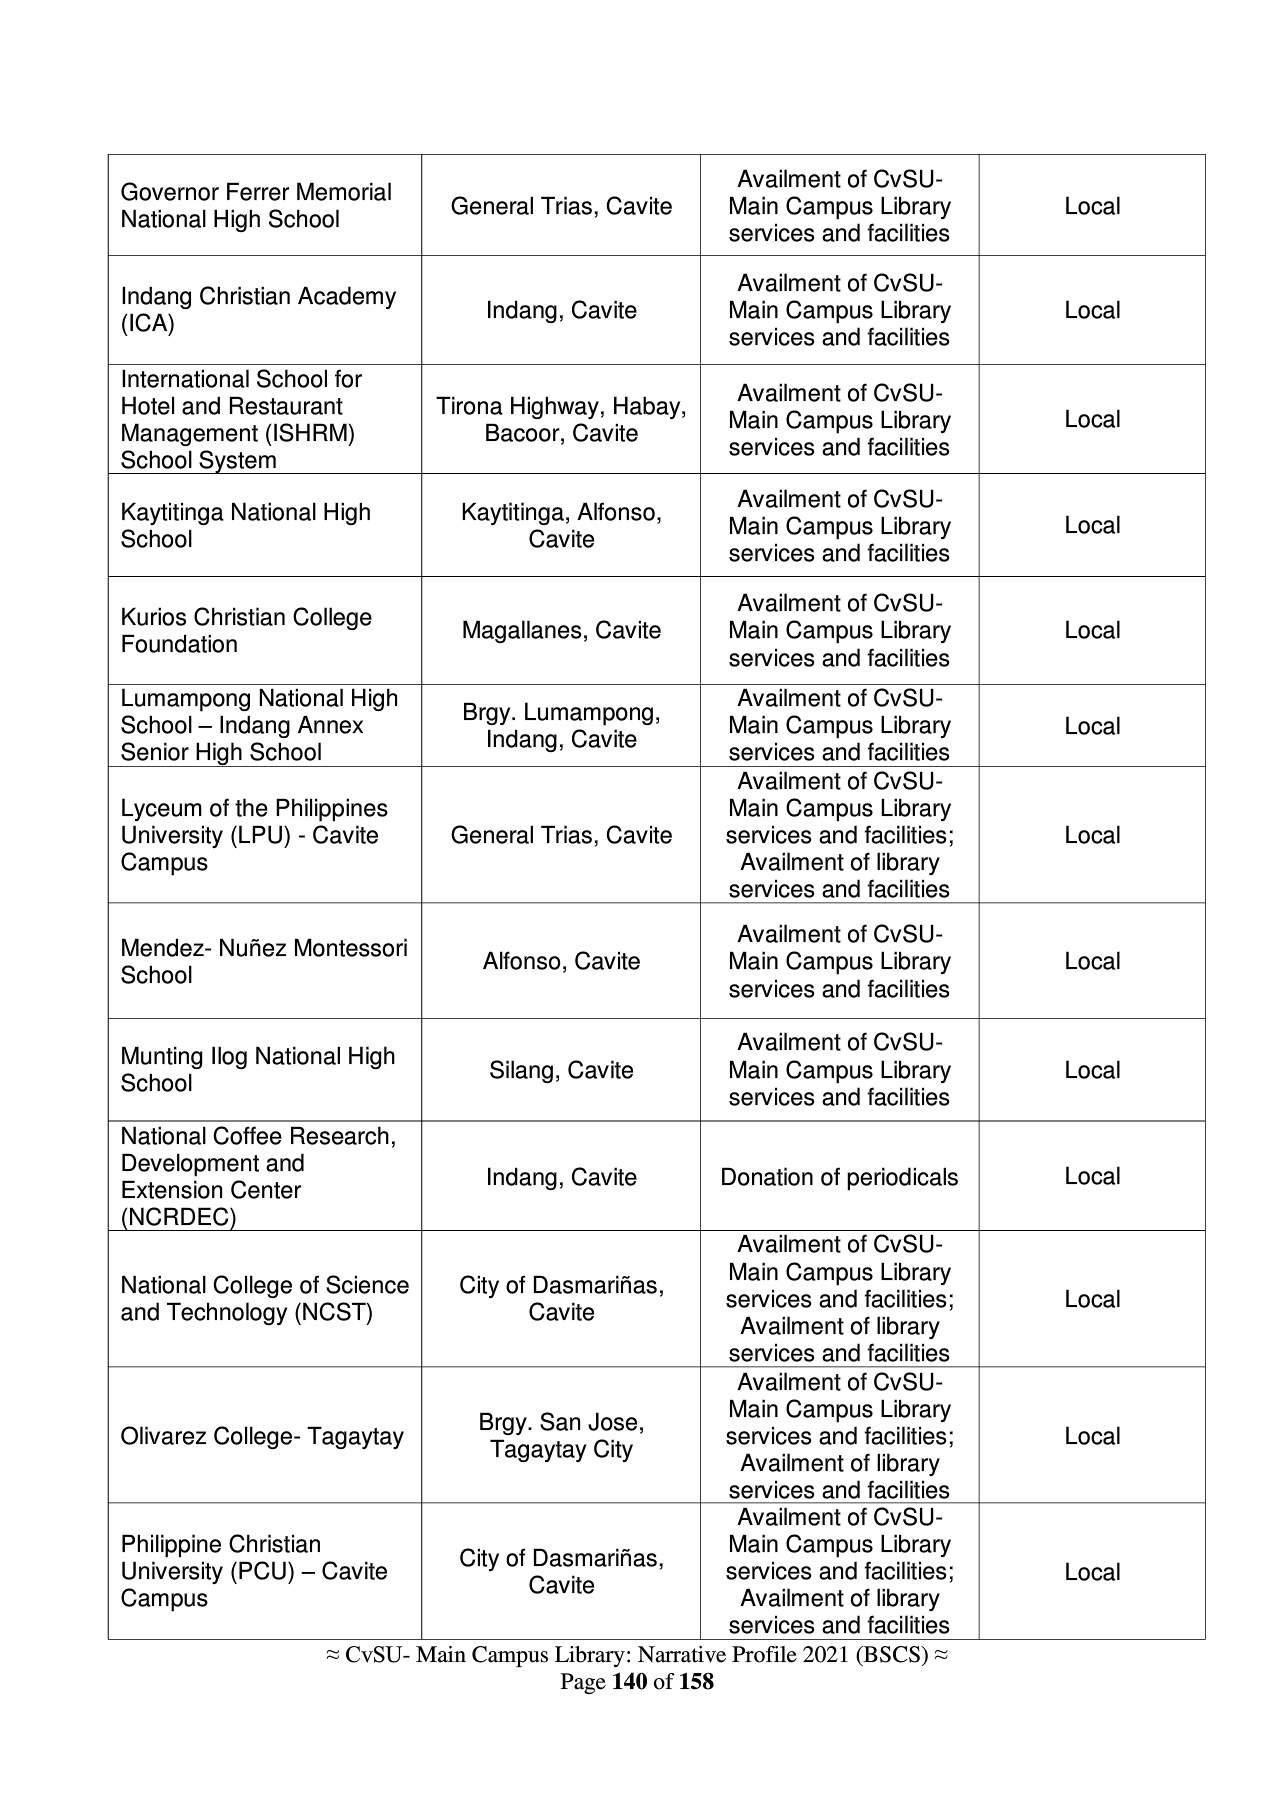 Governor Ferrer Memorial
National High School
General Trias, Cavite
Availment of CvSU-
Main Campus Library
services and facilities
Local
Indang Christian Academy
(ICA)
Indang, Cavite
Availment of CvSU-
Main Campus Library
services and facilities
Local
International School for
Hotel and Restaurant
Management (ISHRM)
School System
Tirona Highway, Habay,
Bacoor, Cavite
Availment of CvSU-
Main Campus Library
services and facilities
Local
Kaytitinga National High
School
Kaytitinga, Alfonso,
Cavite
Availment of CvSU-
Main Campus Library
services and facilities
Local
Kurios Christian College
Foundation
Magallanes, Cavite
Availment of CvSU-
Main Campus Library
services and facilities
Local
Lumampong National High
School – Indang Annex
Senior High School
Brgy. Lumampong,
Indang, Cavite
Availment of CvSU-
Main Campus Library
services and facilities
Local
Lyceum of the Philippines
University (LPU) - Cavite
Campus
General Trias, Cavite
Availment of CvSU-
Main Campus Library
services and facilities;
Availment of library
services and facilities
Local
Mendez- Nuñez Montessori
School
Alfonso, Cavite
Availment of CvSU-
Main Campus Library
services and facilities
Local
Munting Ilog National High
School
Silang, Cavite
Availment of CvSU-
Main Campus Library
services and facilities
Local
National Coffee Research,
Development and
Extension Center
(NCRDEC)
Indang, Cavite
Donation of periodicals
Local
National College of Science
and Technology (NCST)
City of Dasmariñas,
Cavite
Availment of CvSU-
Main Campus Library
services and facilities;
Availment of library
services and facilities
Local
Olivarez College- Tagaytay
Brgy. San Jose,
Tagaytay City
Availment of CvSU-
Main Campus Library
services and facilities;
Availment of library
services and facilities
Local
Philippine Christian
University (PCU) – Cavite
Campus
City of Dasmariñas,
Cavite
Availment of CvSU-
Main Campus Library
services and facilities;
Availment of library
services and facilities
Local
≈ CvSU- Main Campus Library: Narrative Profile 2021 (BSCS) ≈
Page 140 of 158